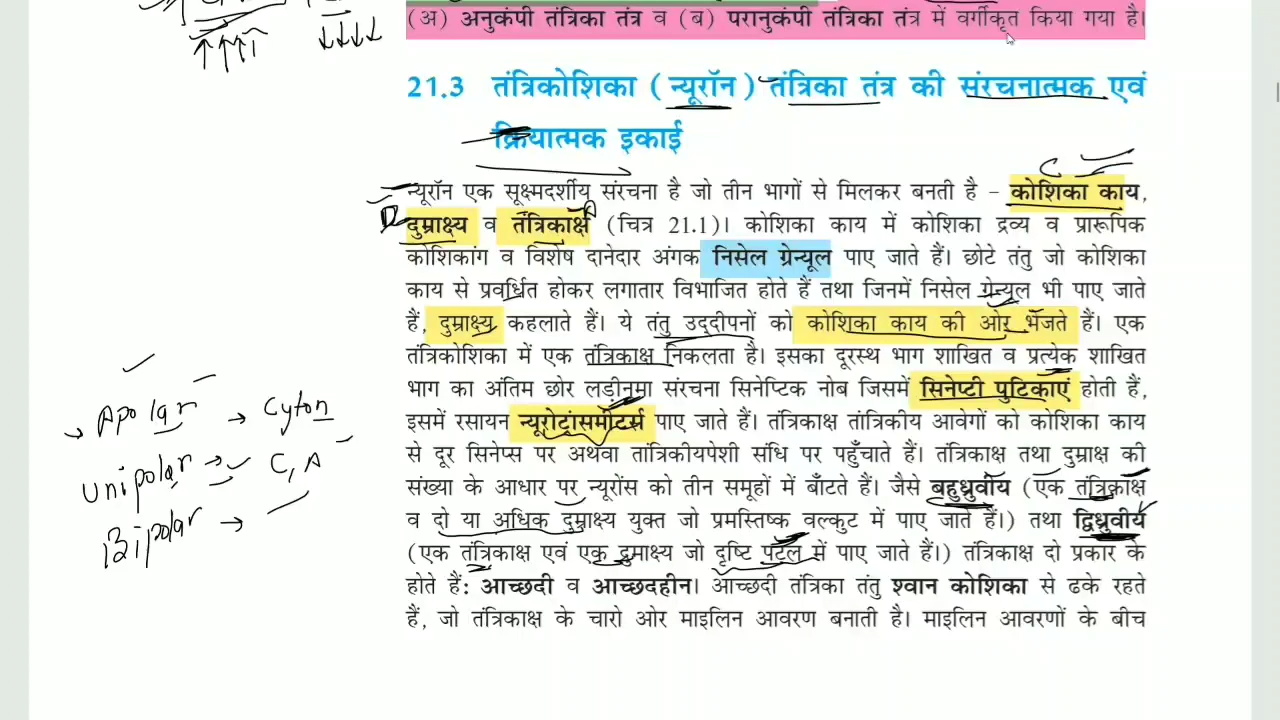 (अ) अनुकंपी तंत्रिका तंत्र व (ब) परानुकंपी तंत्रिका तंत्र में वर्गीकृत किया गया है।
21.3 तंत्रिकोशिका (न्यूरॉन) तंत्रिका तंत्र की संरचनात्मक एवं
क्रियात्मक इकाई
न्यूरॉन एक सूक्ष्मदर्शीय संरचना है जो तीन भागों से मिलकर बनती है – कोशिका काय,
दुम्राक्ष्य व तंत्रिकाक्ष (चित्र 21.1)। कोशिका काय में कोशिका द्रव्य व प्रारूपिक
कोशिकांग व विशेष दानेदार अंगक निसेल ग्रेन्यूल पाए जाते हैं। छोटे तंतु जो कोशिका
काय से प्रवर्धित होकर लगातार विभाजित होते हैं तथा जिनमें निसेल ग्रेन्यूल भी पाए जाते
हैं, दुम्राक्ष्य कहलाते हैं। ये तंतु उद्दीपनों को कोशिका काय की ओर भेजते हैं। एक
तंत्रिकोशिका में एक तंत्रिकाक्ष निकलता है। इसका दूरस्थ भाग शाखित व प्रत्येक शाखित
भाग का अंतिम छोर लड़ीनुमा संरचना सिनेप्टिक नोब जिसमें सिनेप्टी पुटिकाएं होती हैं,
इसमें रसायन न्यूरोट्रांसमीटर्स पाए जाते हैं। तंत्रिकाक्ष तंत्रिकीय आवेगों को कोशिका काय
से दूर सिनेप्स पर अथवा तांत्रिकीयपेशी संधि पर पहुँचाते हैं। तंत्रिकाक्ष तथा दुम्राक्ष की
संख्या के आधार पर न्यूरोंस को तीन समूहों में बाँटते हैं। जैसे बहुध्रुवीय (एक तंत्रिकाक्ष
व दो या अधिक दुम्राक्ष्य युक्त जो प्रमस्तिष्क वल्कुट में पाए जाते हैं।) तथा द्विध्रुवीय
(एक तंत्रिकाक्ष एवं एक दुमाक्ष्य जो दृष्टि पटल में पाए जाते हैं।) तंत्रिकाक्ष दो प्रकार के
होते हैं: आच्छदी व आच्छदहीन। आच्छदी तंत्रिका तंतु श्वान कोशिका से ढके रहते
हैं, जो तंत्रिकाक्ष के चारो ओर माइलिन आवरण बनाती है। माइलिन आवरणों के बीच
Apolar → Cyton
Unipolar → C, A
Bipolar →